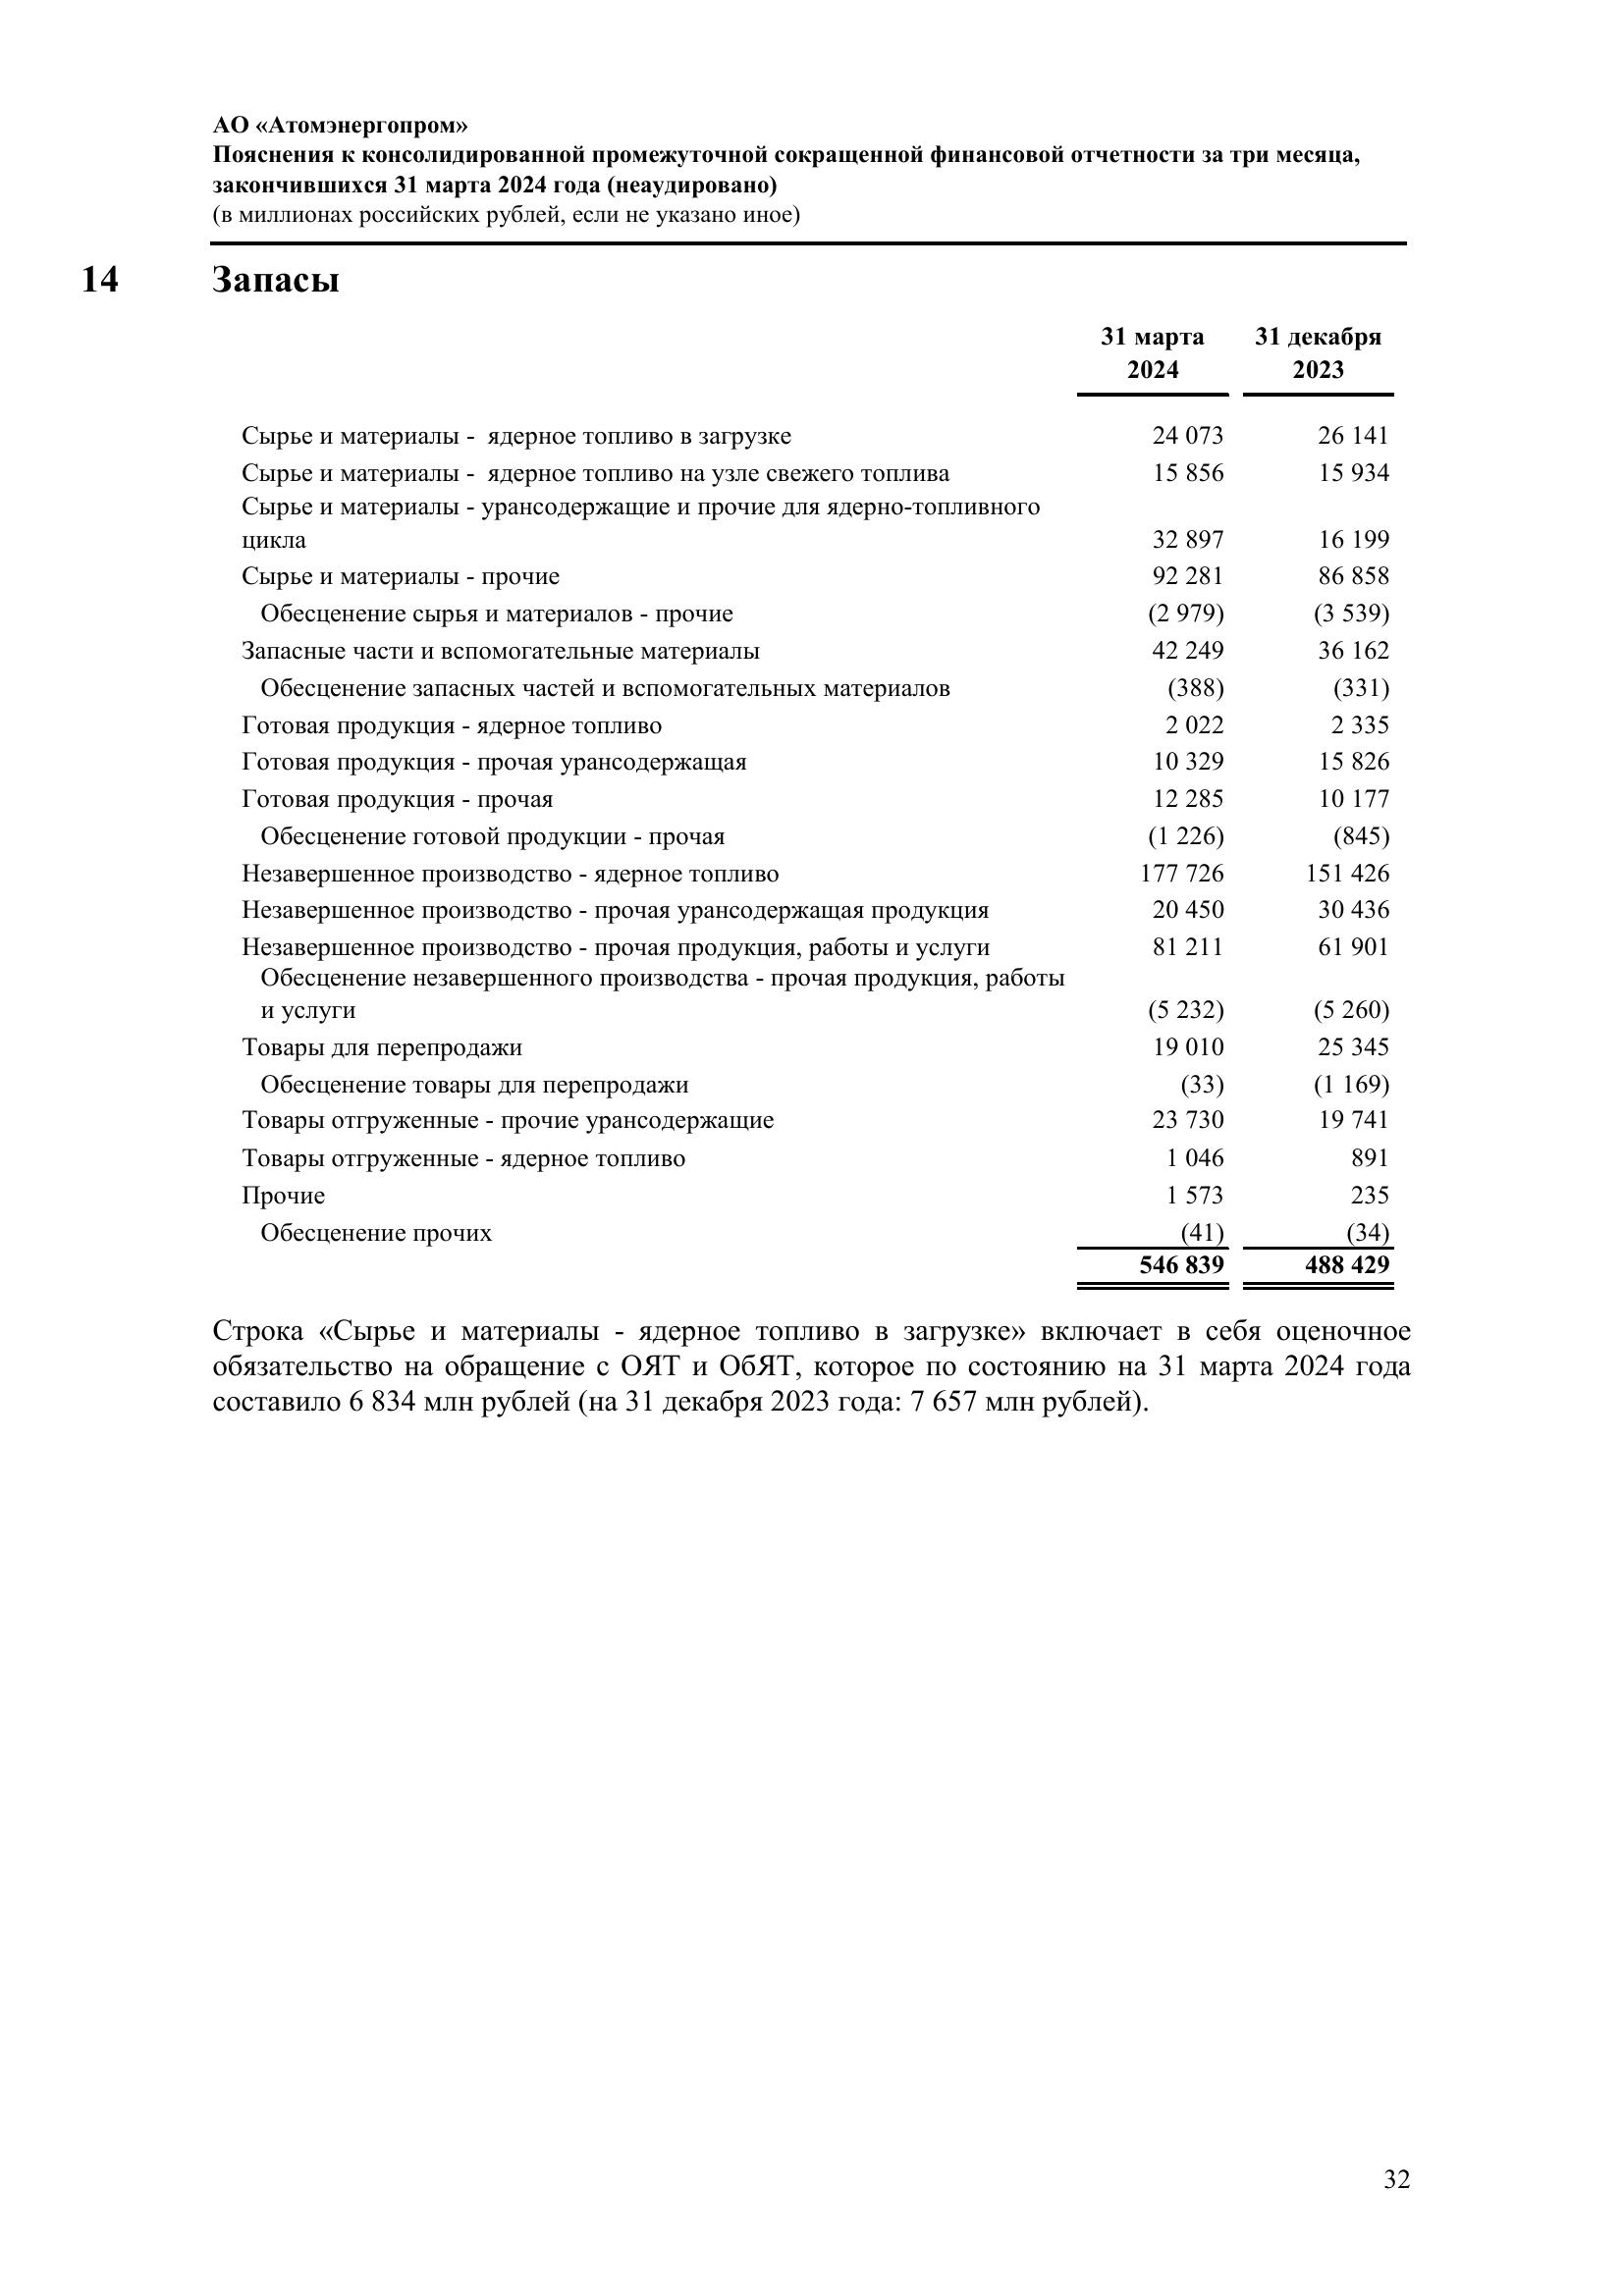 АО «Атомэнергопром»
Пояснения к консолидированной промежуточной сокращенной финансовой отчетности за три месяца,
закончившихся 31 марта 2024 года (неаудировано)
(в миллионах российских рублей, если не указано иное)
14 Запасы
31 марта 31 декабря
2024 2023
Сырье и материалы - ядерное топливо в загрузке 24 073 26 141
Сырье и материалы - ядерное топливо на узле свежего топлива 15 856 15 934
Сырье и материалы - урансодержащие и прочие для ядерно-топливного
цикла 32 897 16 199
Сырье и материалы - прочие 92 281 86 858
Обесценение сырья и материалов - прочие (2 979) (3 539)
Запасные части и вспомогательные материалы 42 249 36 162
Обесценение запасных частей и вспомогательных материалов (388) (331)
Готовая продукция - ядерное топливо 2 022 2 335
Готовая продукция - прочая урансодержащая 10 329 15 826
Готовая продукция - прочая 12 285 10 177
Обесценение готовой продукции - прочая (1 226) (845)
Незавершенное производство - ядерное топливо 177 726 151 426
Незавершенное производство - прочая урансодержащая продукция 20 450 30 436
Незавершенное производство - прочая продукция, работы и услуги 81 211 61 901
Обесценение незавершенного производства - прочая продукция, работы
и услуги (5 232) (5 260)
Товары для перепродажи 19 010 25 345
Обесценение товары для перепродажи (33) (1 169)
Товары отгруженные - прочие урансодержащие 23 730 19 741
Товары отгруженные - ядерное топливо 1 046 891
Прочие 1 573 235
Обесценение прочих (41) (34)
546 839 488 429
Строка «Сырье и материалы - ядерное топливо в загрузке» включает в себя оценочное
обязательство на обращение с ОЯТ и ОбЯТ, которое по состоянию на 31 марта 2024 года
составило 6 834 млн рублей (на 31 декабря 2023 года: 7 657 млн рублей).
32